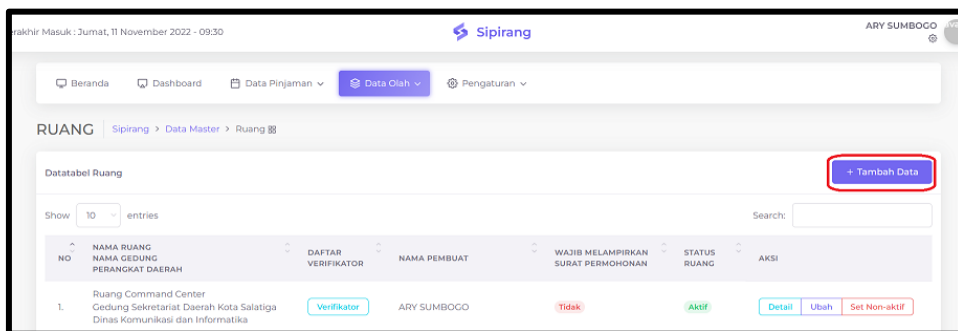 erakhir Masuk : Jumat, 11 November 2022 - 09:30
Sipirang
ARY SUMBOGO
Beranda
Dashboard
Data Pinjaman
Data Olah
Pengaturan
RUANG
Sipirang > Data Master > Ruang
Datatabel Ruang
+ Tambah Data
Show 10 entries
Search:
NO
NAMA RUANG
NAMA GEDUNG
PERANGKAT DAERAH
DAFTAR
VERIFIKATOR
NAMA PEMBUAT
WAJIB MELAMPIRKAN
SURAT PERMOHONAN
STATUS
RUANG
AKSI
1.
Ruang Command Center
Gedung Sekretariat Daerah Kota Salatiga
Dinas Komunikasi dan Informatika
Verifikator
ARY SUMBOGO
Tidak
Aktif
Detail
Ubah
Set Non-aktif